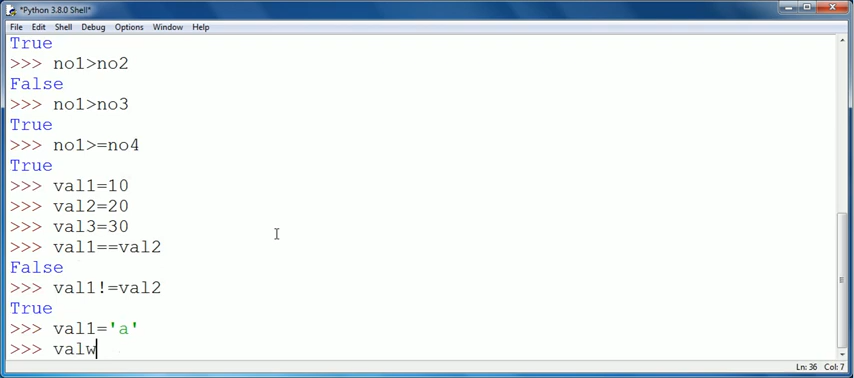 *Python 3.8.0 Shell*
File Edit Shell Debug Options Window Help
True
>>> no1>no2
False
>>> no1>no3
True
>>> no1>=no4
True
>>> val1=10
>>> val2=20
>>> val3=30
>>> val1==val2
False
>>> val1!=val2
True
>>> val1='a'
>>> valw
Ln: 36 Col: 7